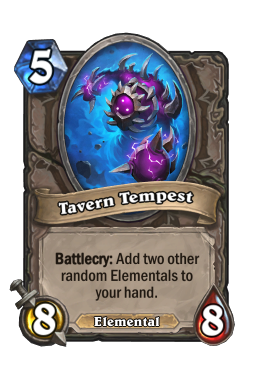 5
Tavern Tempest
Battlecry: Add two other
random Elementals to
your hand.
8
Elemental
8